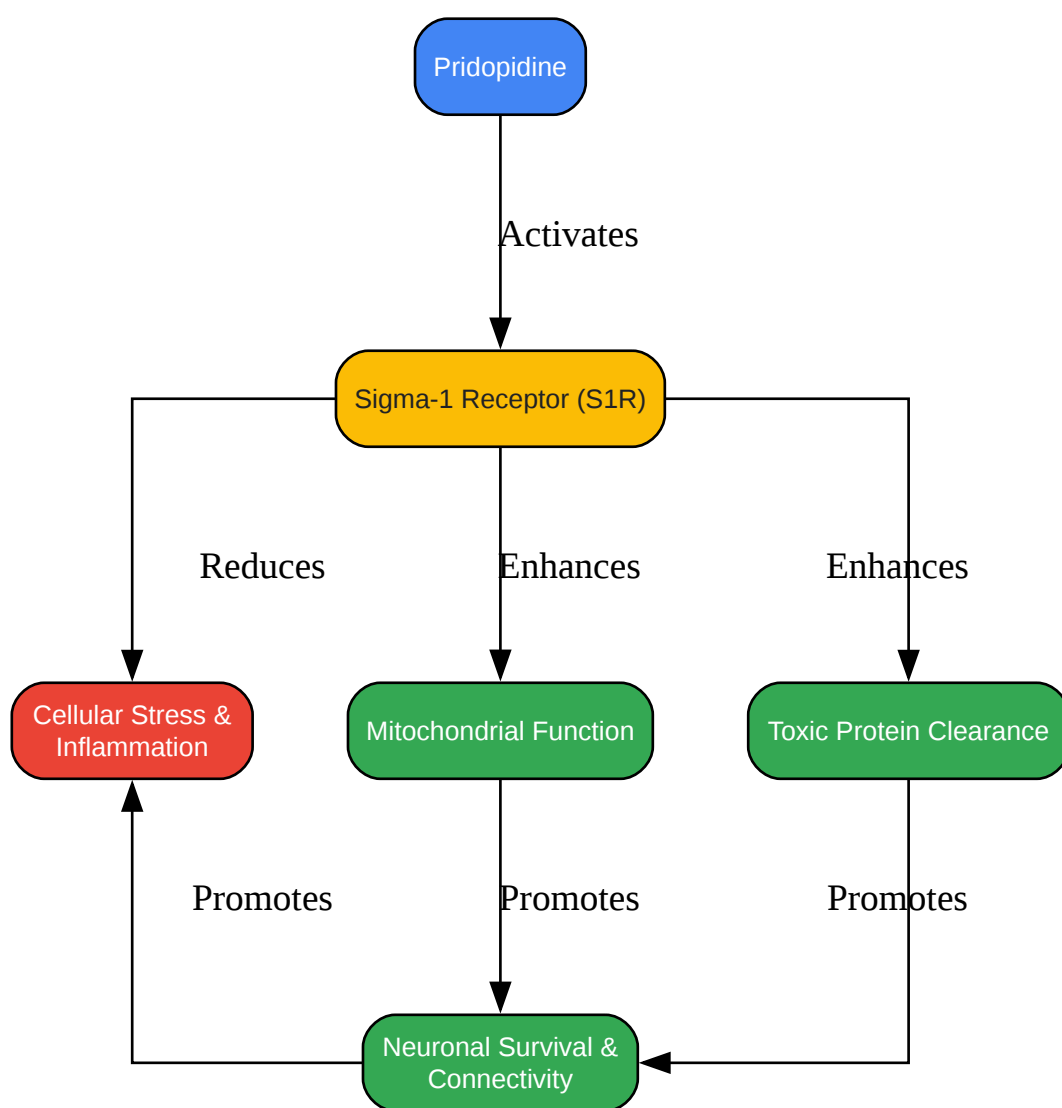 Pridopidine
Activates
Sigma-1 Receptor (S1R)
Reduces
Enhances
Enhances
Cellular Stress &
Inflammation
Mitochondrial Function
Toxic Protein Clearance
Promotes
Promotes
Promotes
Neuronal Survival &
Connectivity